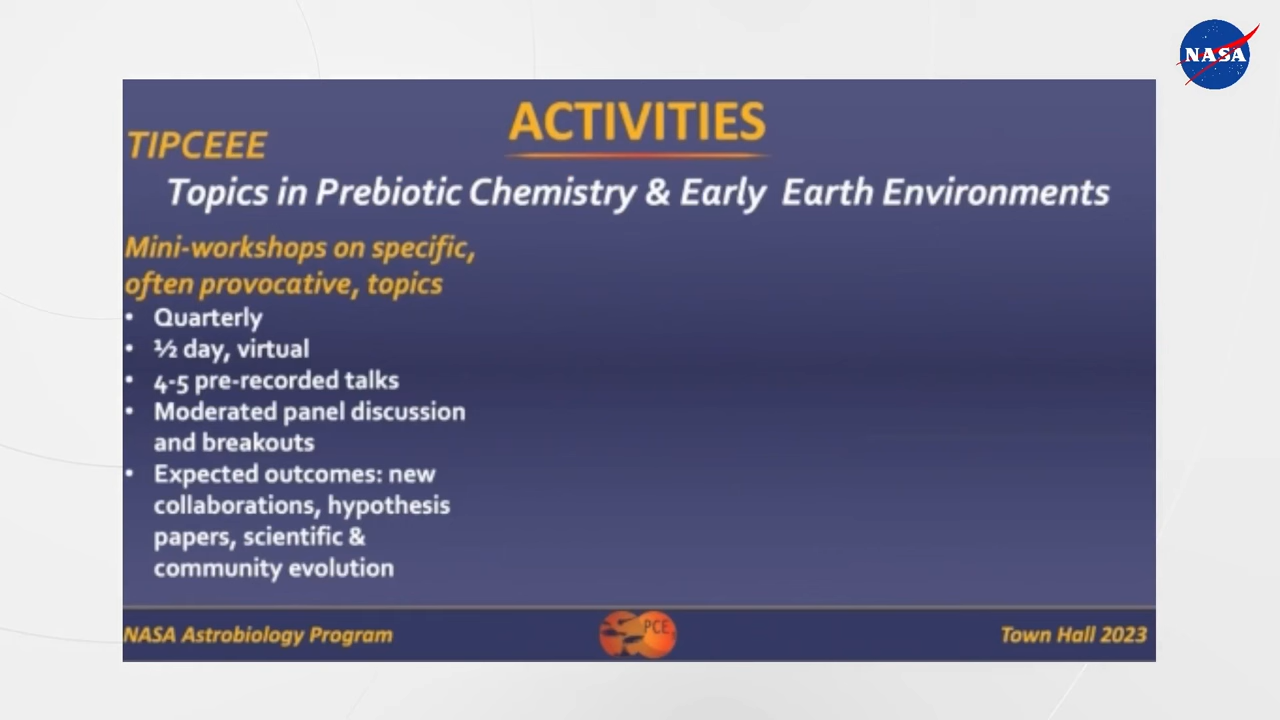 NASA
ACTIVITIES
TIPCEEE
Topics in Prebiotic Chemistry & Early Earth Environments
Mini-workshops on specific,
often provocative, topics
• Quarterly
• ½ day, virtual
• 4-5 pre-recorded talks
• Moderated panel discussion
and breakouts
• Expected outcomes: new
collaborations, hypothesis
papers, scientific &
community evolution
NASA Astrobiology Program
PCE
Town Hall 2023